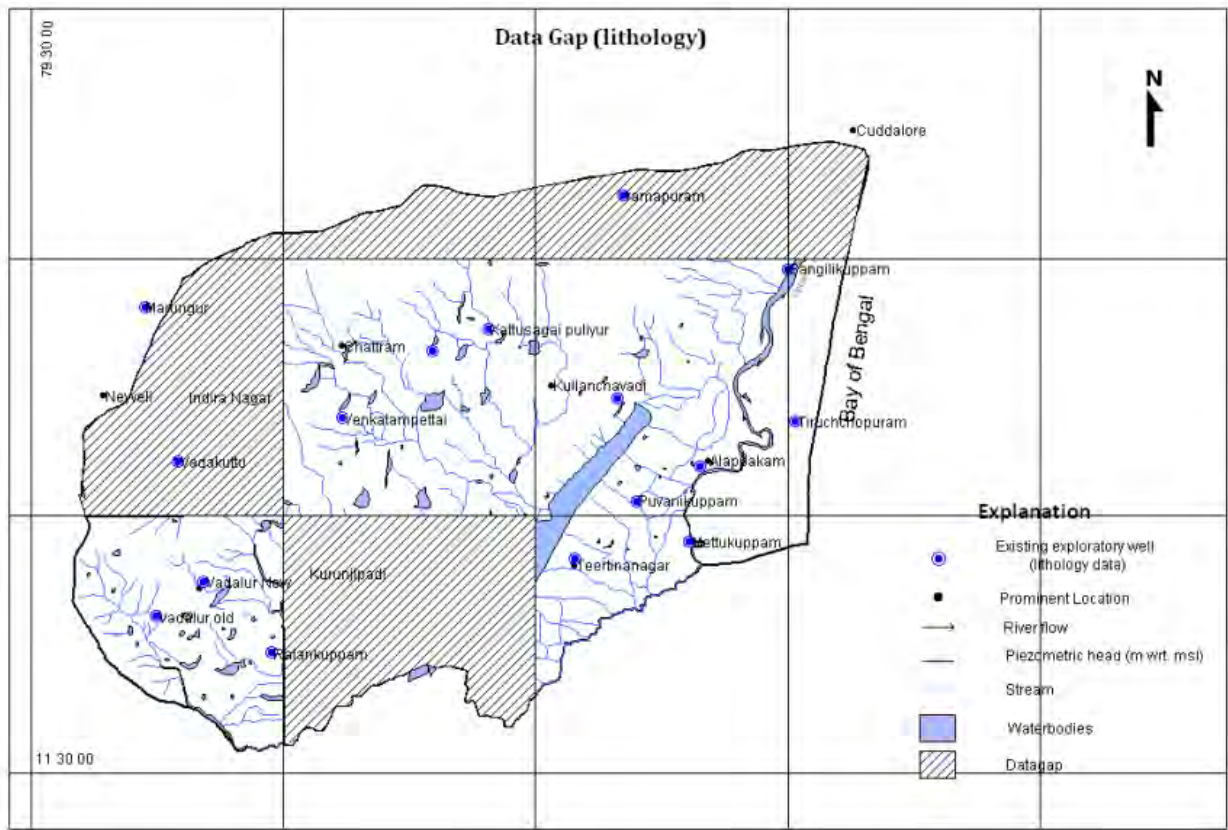 Data Gap (lithology)
79 30 00
N
Cuddalore
Ramapuram
Sangilikuppam
Marungur
Kattusagai puliyur
Chattram
Bay of Bengal
Neyveli
Indira Nagar
Kullanchavadi
Venkatampettai
Tiruchchopuram
Vadakuttu
Alappakam
Puvanikuppam
Explanation
Mettukuppam
Existing exploratory well
(lithology data)
Teertinanagar
Kurunjipadi
Vadalur New
Prominent Location
Vadalur old
River flow
Piezometric head (m wrt. msl)
Stream
Waterbodies
11 30 00
Datagap